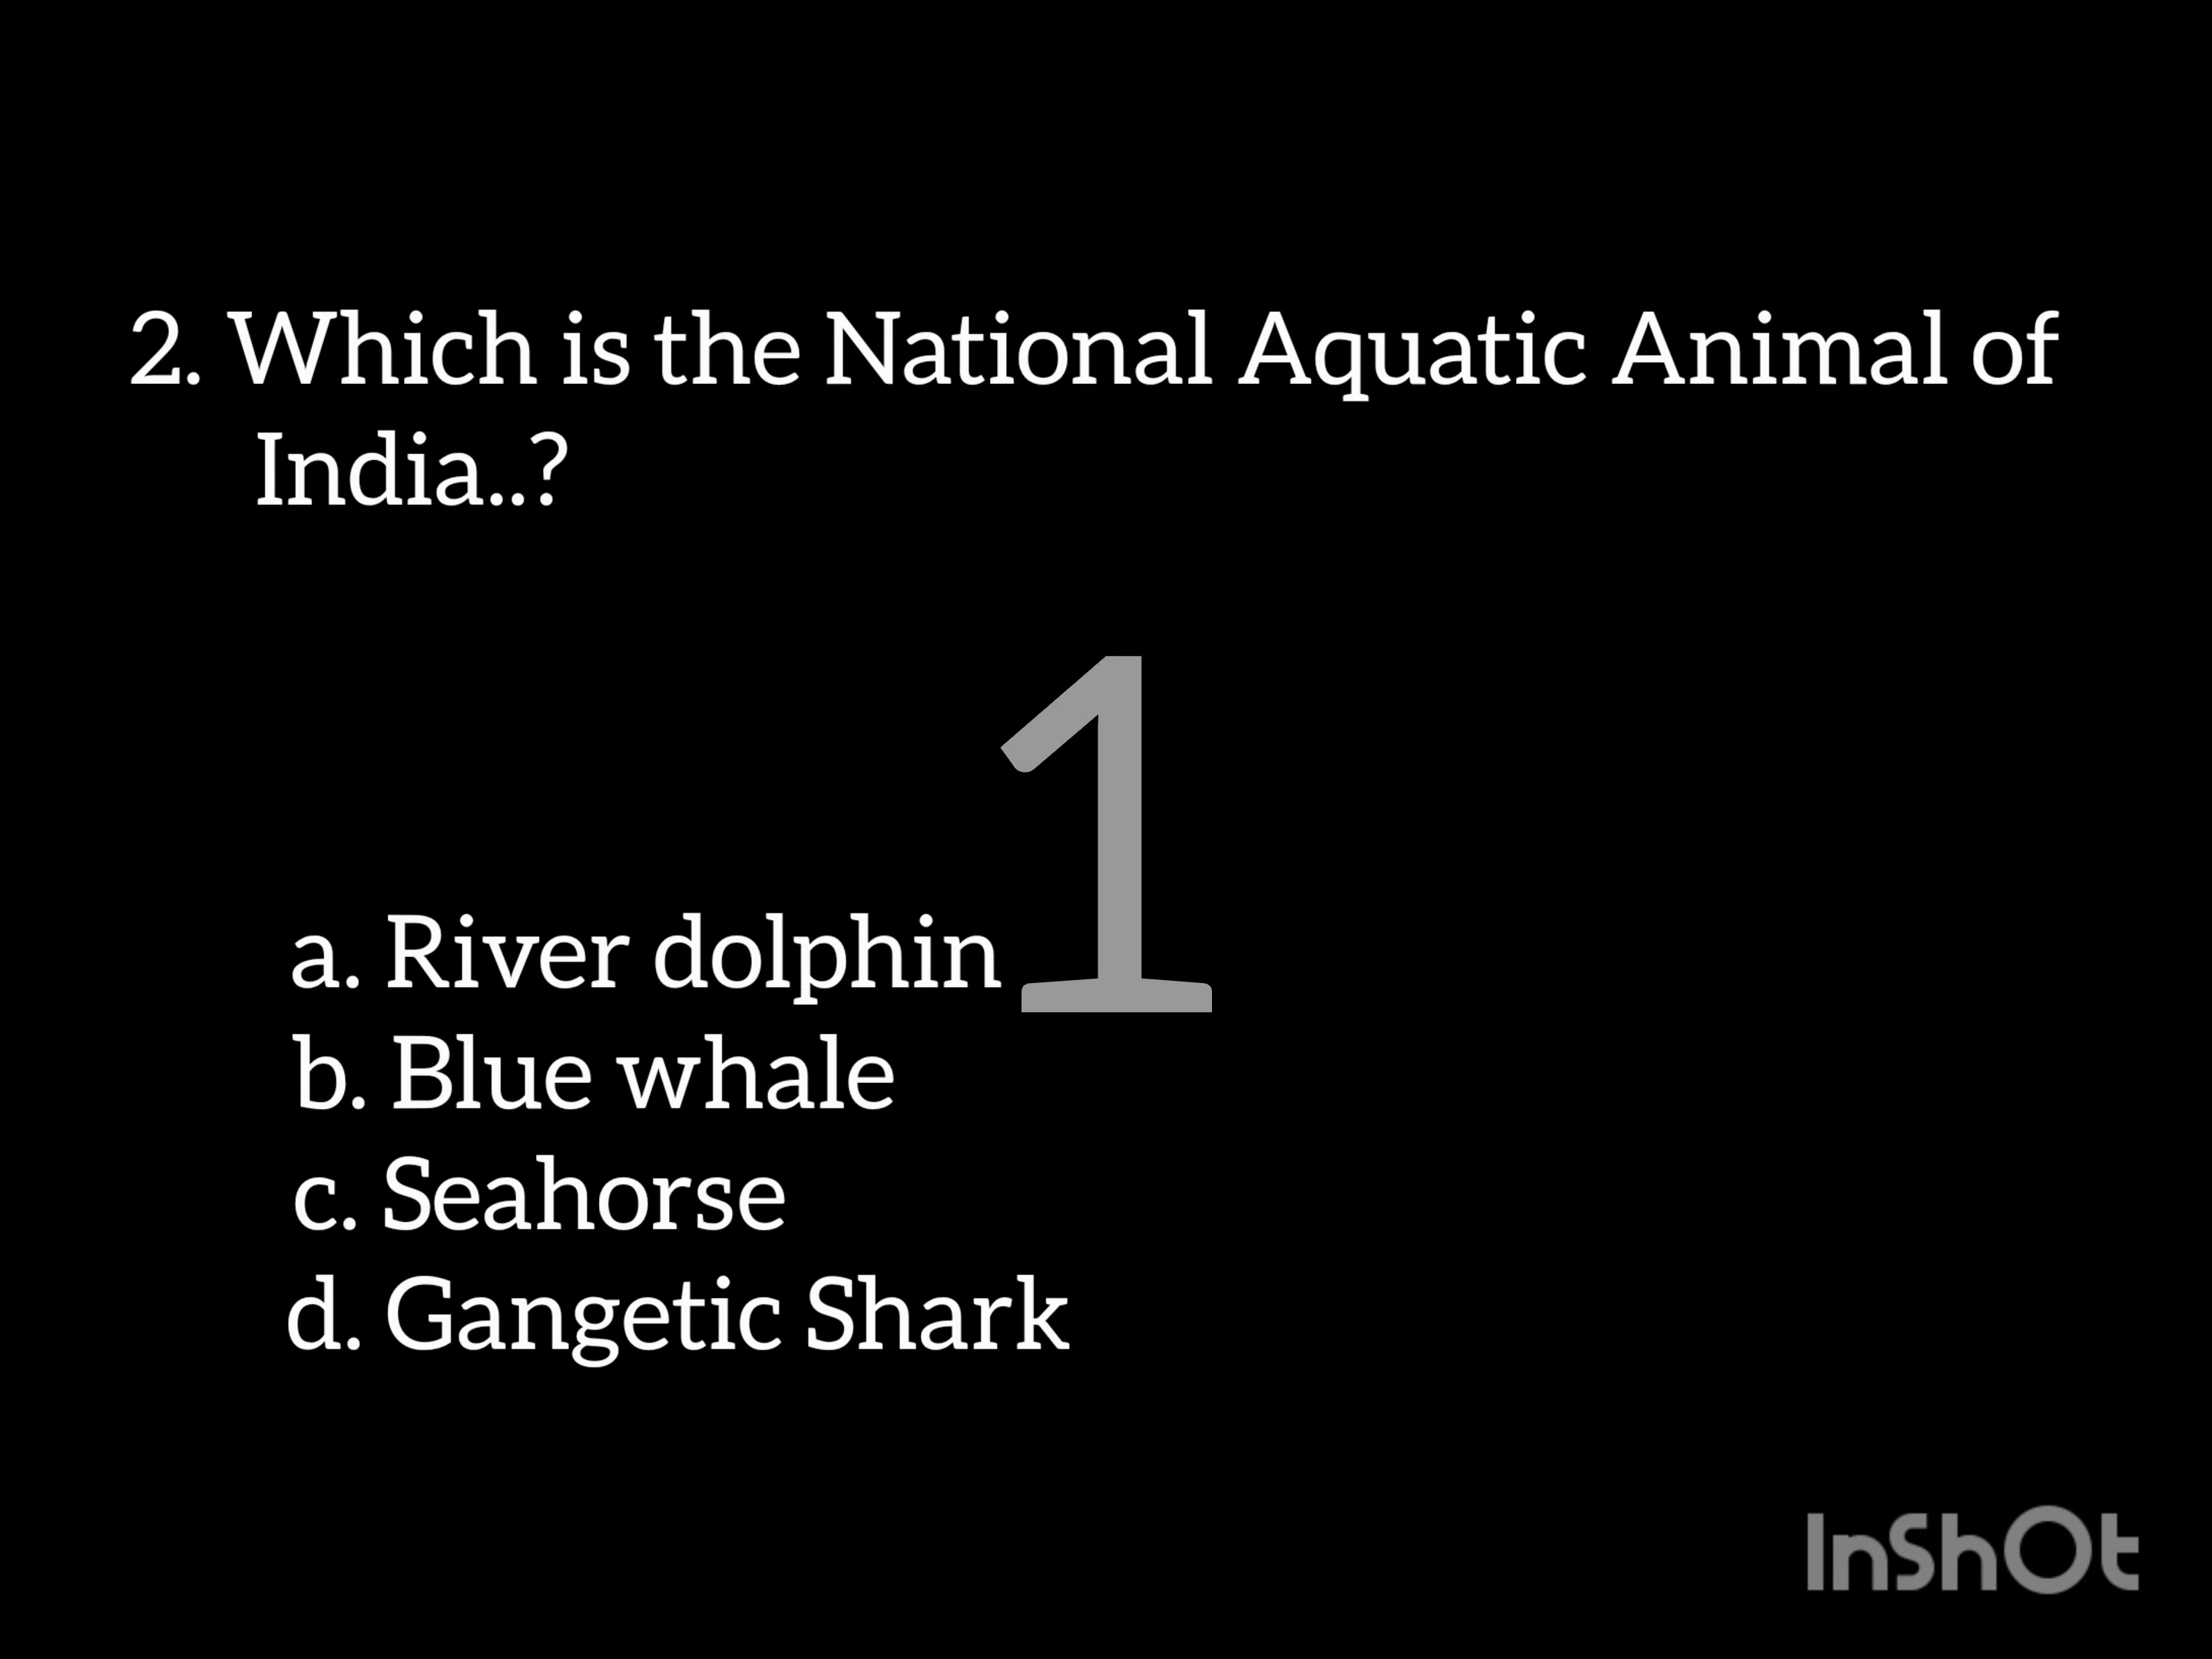 2. Which is the National Aquatic Animal of
India..?
1
a. River dolphin
b. Blue whale
c. Seahorse
d. Gangetic Shark
InShOt